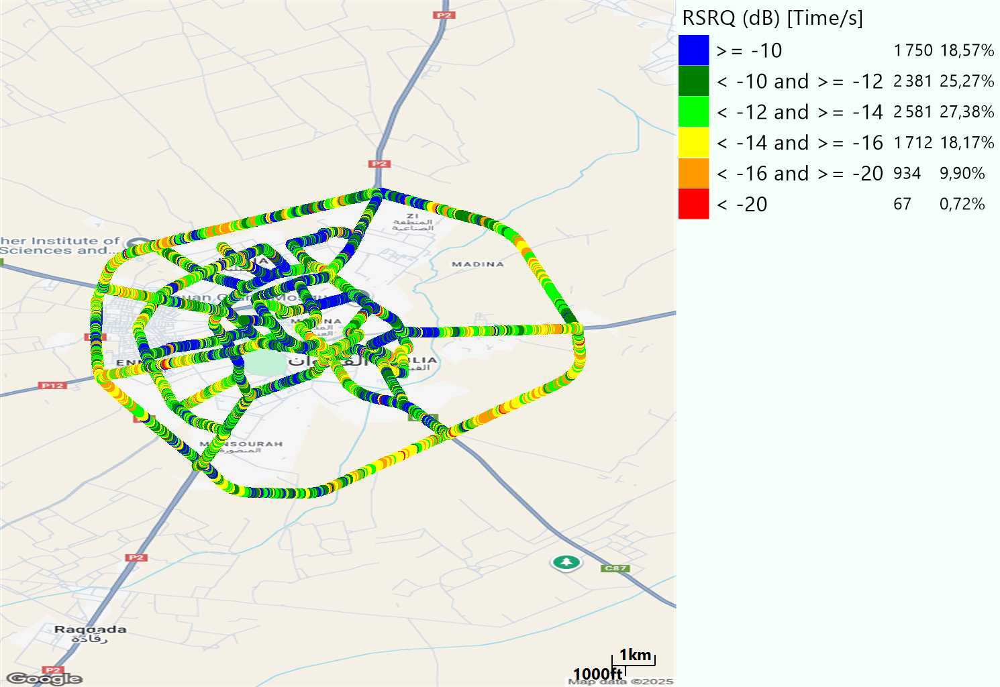 RSRQ (dB) [Time/s]
>= -10 1 750 18,57%
< -10 and >= -12 2 381 25,27%
< -12 and >= -14 2 581 27,38%
< -14 and >= -16 1 712 18,17%
< -16 and >= -20 934 9,90%
< -20 67 0,72%
P2
P2
ZI
المنطقة
الصناعية
her Institute of
Sciences and...
MADINA
P12
MANSOURAH
المنصورة
القيروان
P2
C87
Raqqada
رقادة
P2
1km
1000ft
Google
Map data ©2025